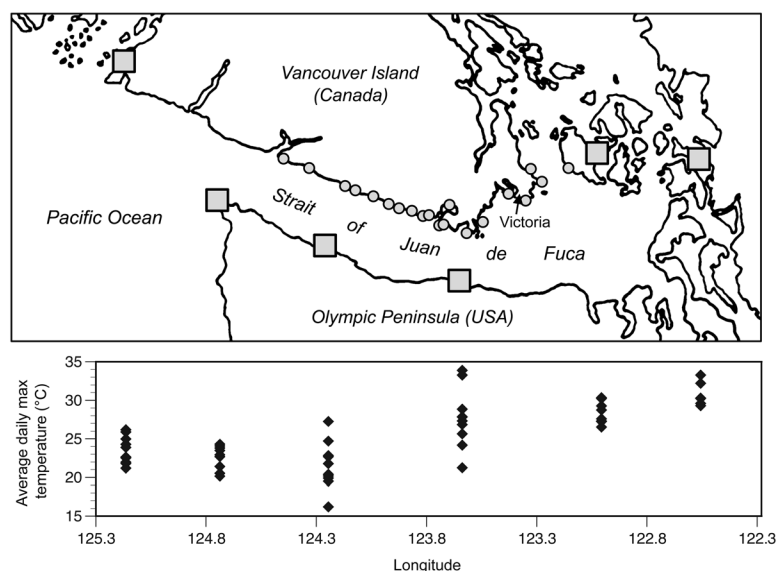 Vancouver Island
(Canada)
Pacific Ocean
Strait of Juan de Fuca
Victoria
Olympic Peninsula (USA)
Average daily max
temperature (°C)
35
30
25
20
15
125.3 124.8 124.3 123.8 123.3 122.8 122.3
Longitude